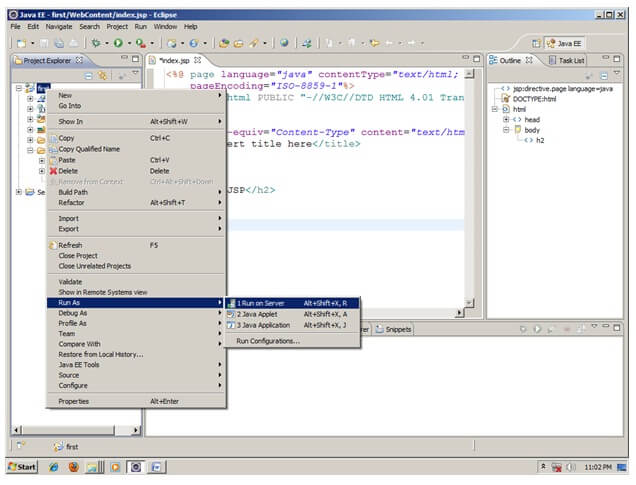 Java EE - first/WebContent/index.jsp - Eclipse
File Edit Navigate Search Project Run Window Help
Java EE
Project Explorer
*index.jsp
Outline
Task List
first
<%@ page language="java" contentType="text/html;
pageEncoding="ISO-8859-1"%>
html PUBLIC "-//W3C//DTD HTML 4.01 Tran
-equiv="Content-Type" content="text/htm
ert title here</title>
JSP</h2>
jsp:directive.page language=java
DOCTYPE:html
html
head
body
h2
Se
New
Go Into
Show In Alt+Shift+W
Copy Ctrl+C
Copy Qualified Name
Paste Ctrl+V
Delete Delete
Remove from Context Ctrl+Alt+Shift+Down
Build Path
Refactor Alt+Shift+T
Import
Export
Refresh F5
Close Project
Close Unrelated Projects
Validate
Show in Remote Systems view
Run As
Debug As
Profile As
Team
Compare With
Restore from Local History...
Java EE Tools
Source
Configure
Properties Alt+Enter
1 Run on Server Alt+Shift+X, R
2 Java Applet Alt+Shift+X, A
3 Java Application Alt+Shift+X, J
Run Configurations...
rer
Snippets
first
Start
11:02 PM